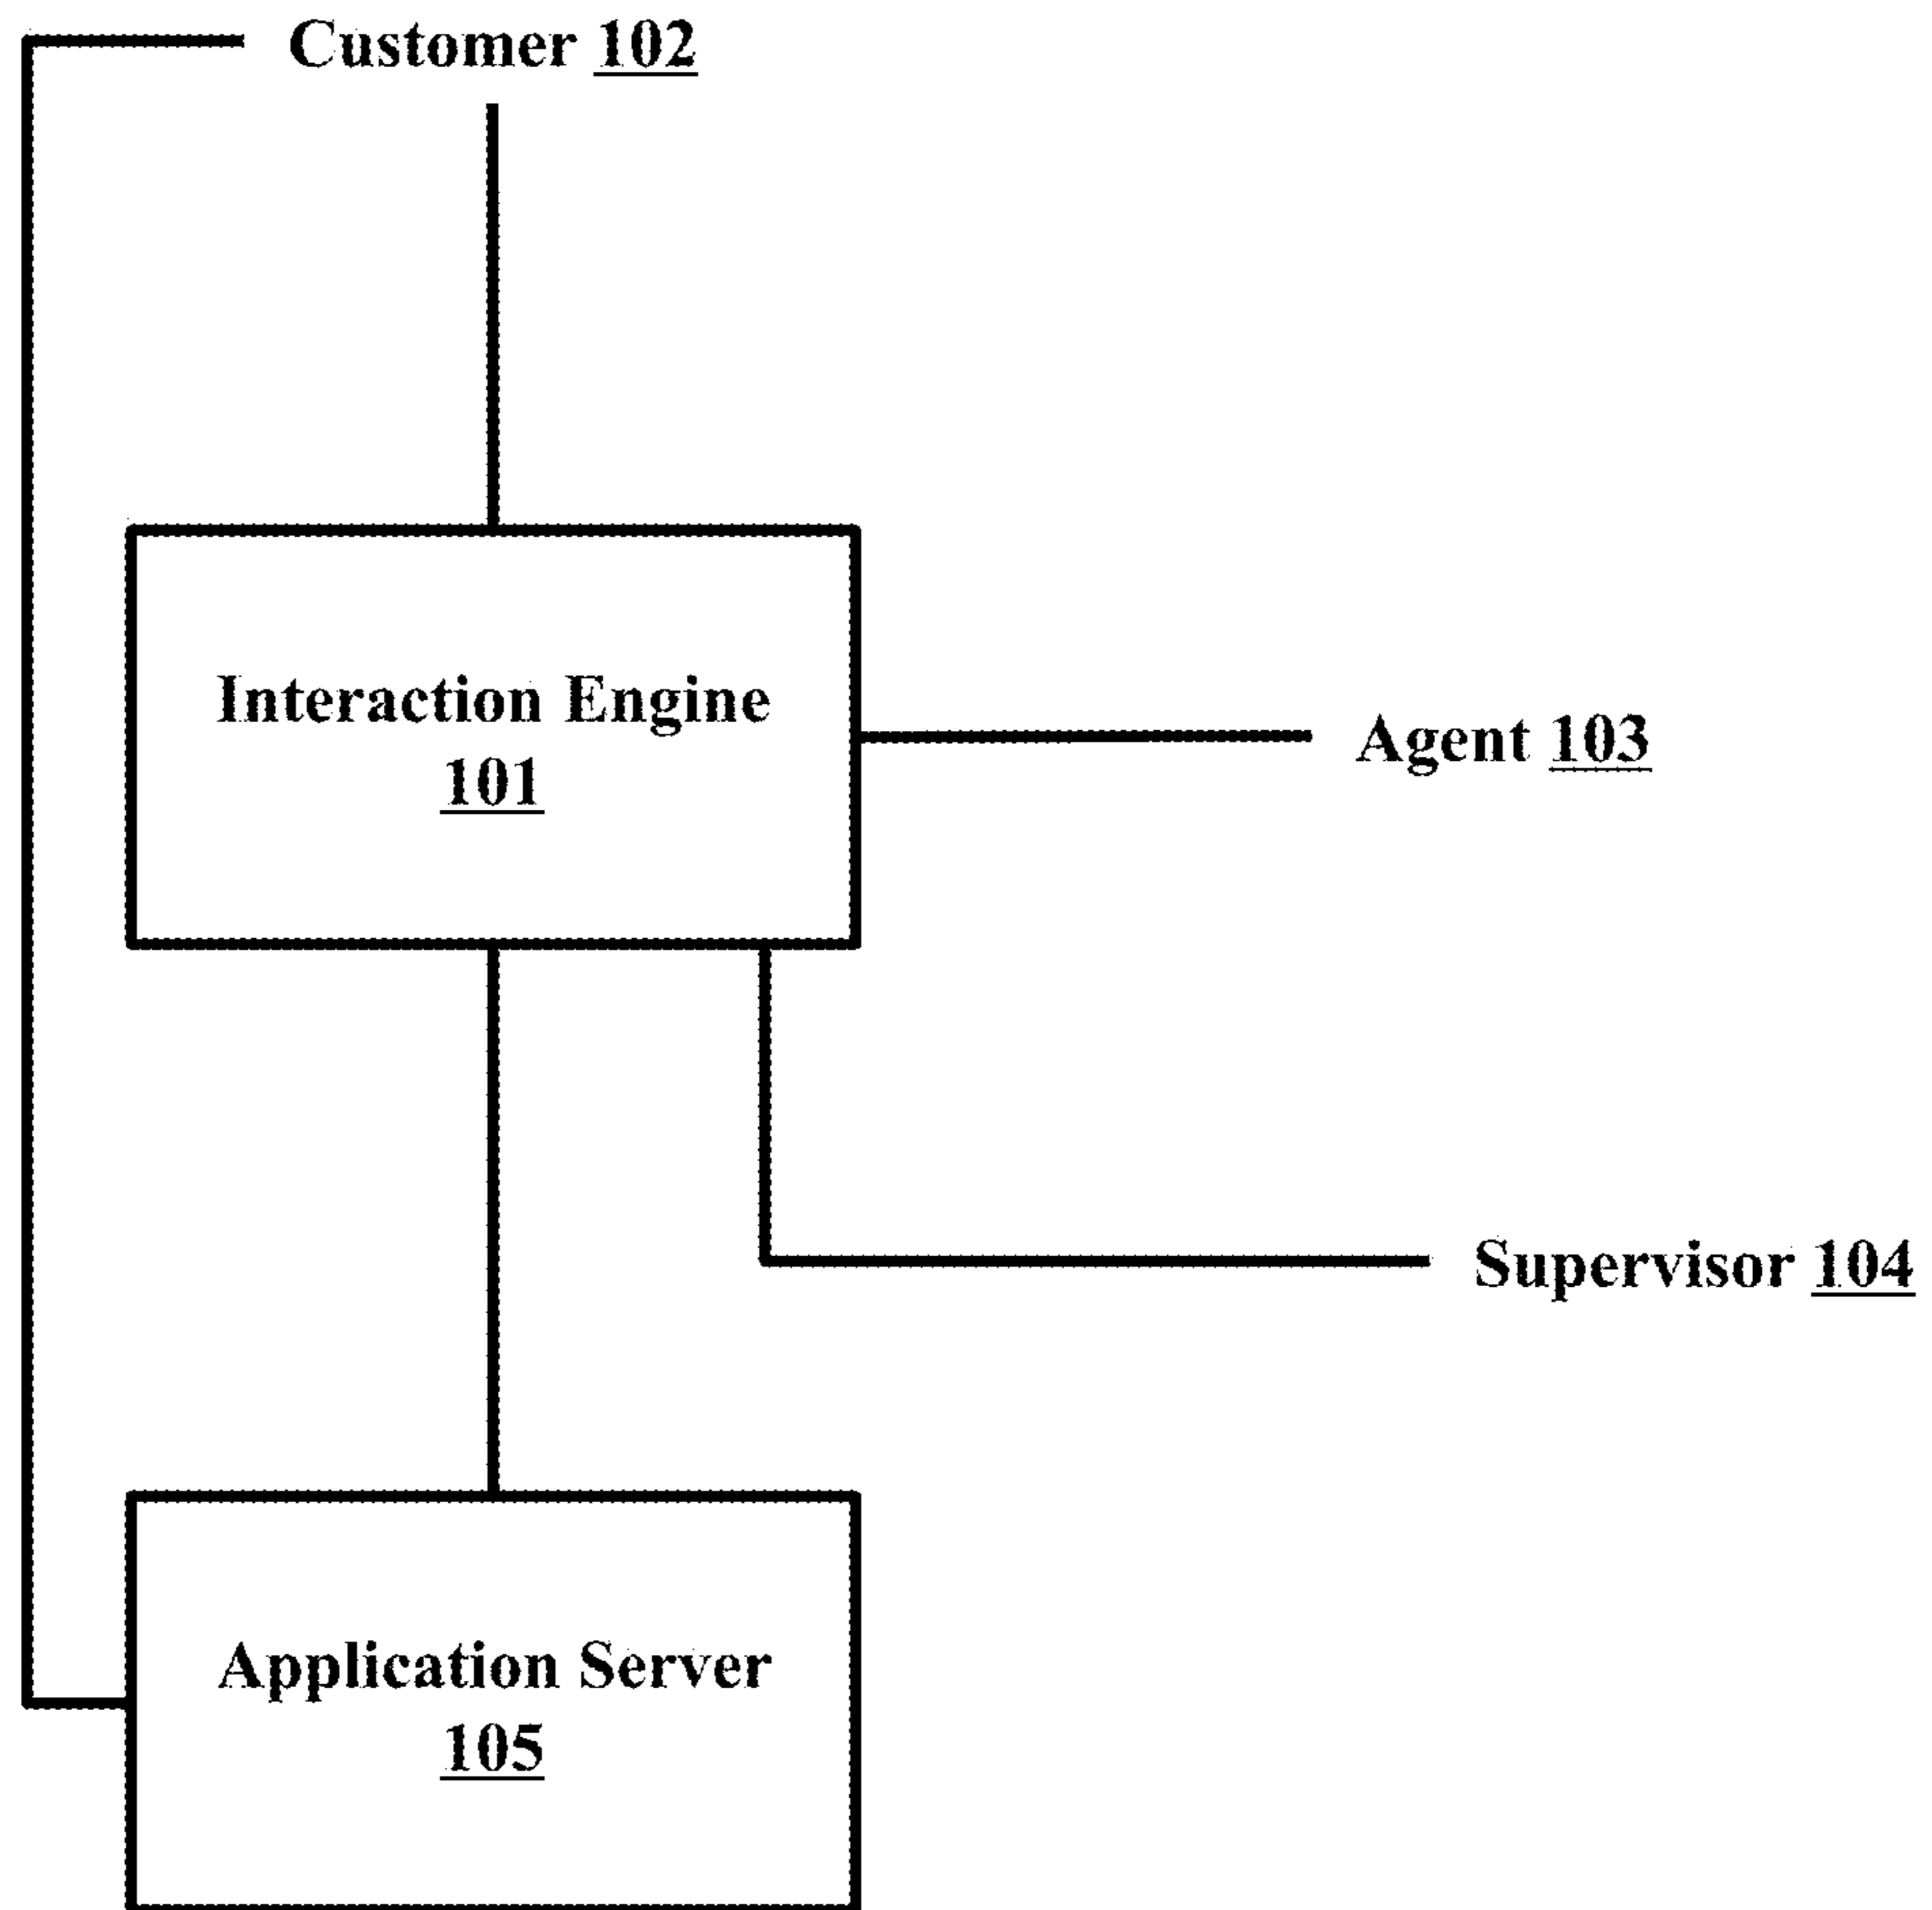 Customer 102
Interaction Engine
101
Agent 103
Supervisor 104
Application Server
105